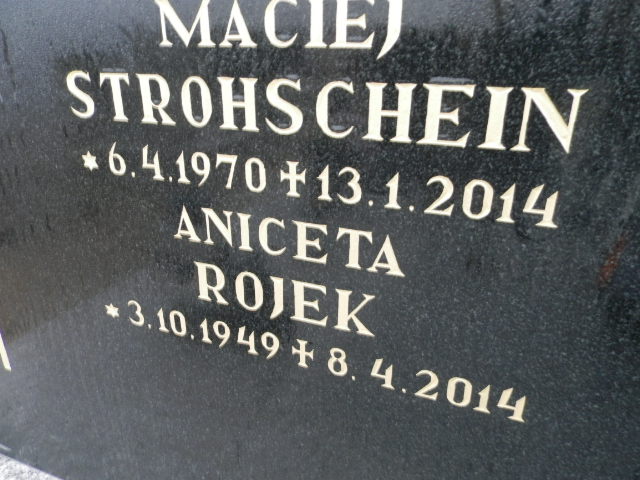 MACIEJ
STROHSCHEIN
* 6.4.1970 ✝ 13.1.2014
ANICETA
ROJEK
* 3.10.1949 ✝ 8.4.2014